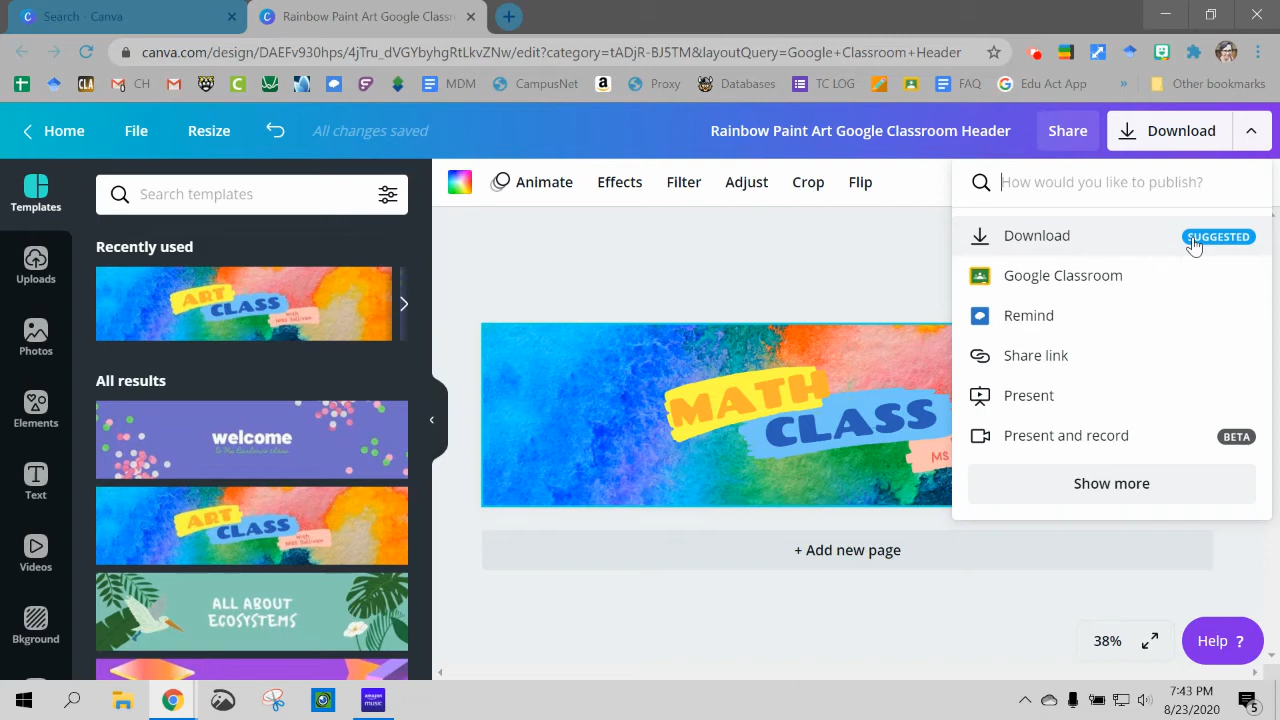 Search - Canva
Rainbow Paint Art Google Classr
canva.com/design/DAEFv930hps/4jTru_dVGYbyhgRtLkvZNw/edit?category=tADjR-BJ5TM&layoutQuery=Google+Classroom+Header
CH
MDM
CampusNet
Proxy
Databases
TC LOG
FAQ
Edu Act App
»
Other bookmarks
Home
File
Resize
All changes saved
Rainbow Paint Art Google Classroom Header
Share
Download
Templates
Uploads
Photos
Elements
Text
Videos
Bkground
Search templates
Recently used
ART
CLASS
All results
welcome
ART
CLASS
ALL ABOUT
ECOSYSTEMS
Animate
Effects
Filter
Adjust
Crop
Flip
MATH
CLASS
MS
+ Add new page
How would you like to publish?
Download
SUGGESTED
Google Classroom
Remind
Share link
Present
Present and record
BETA
Show more
38%
Help ?
amazon
music
7:43 PM
8/23/2020
5